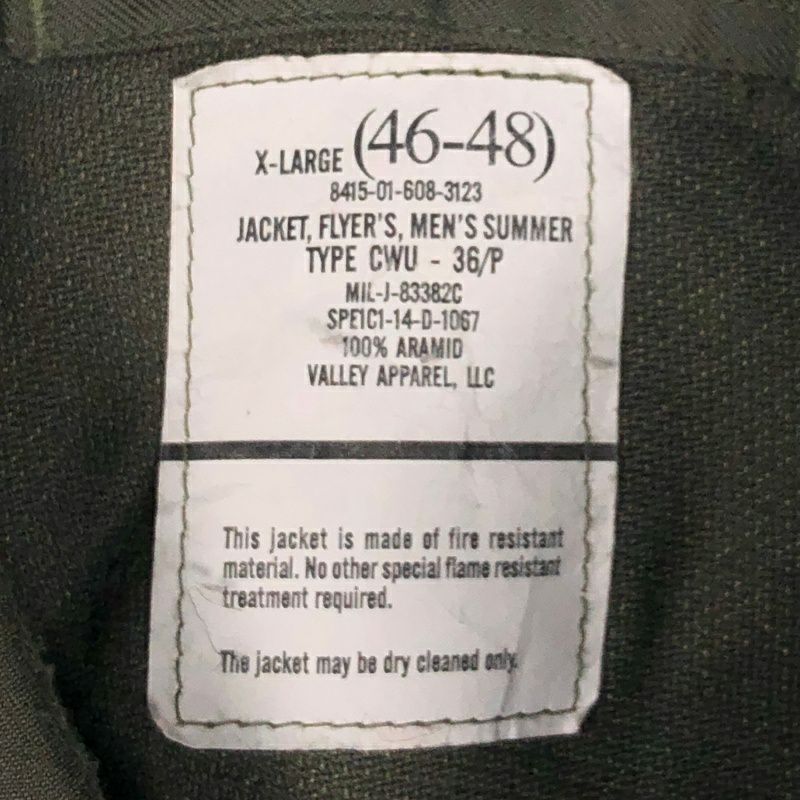 X-LARGE (46-48)
8415-01-608-3123
JACKET, FLYER'S, MEN'S SUMMER
TYPE CWU - 36/P
MIL-J-83382C
SPE1C1-14-D-1067
100% ARAMID
VALLEY APPAREL, LLC
This jacket is made of fire resistant
material. No other special flame resistant
treatment required.
The jacket may be dry cleaned only.